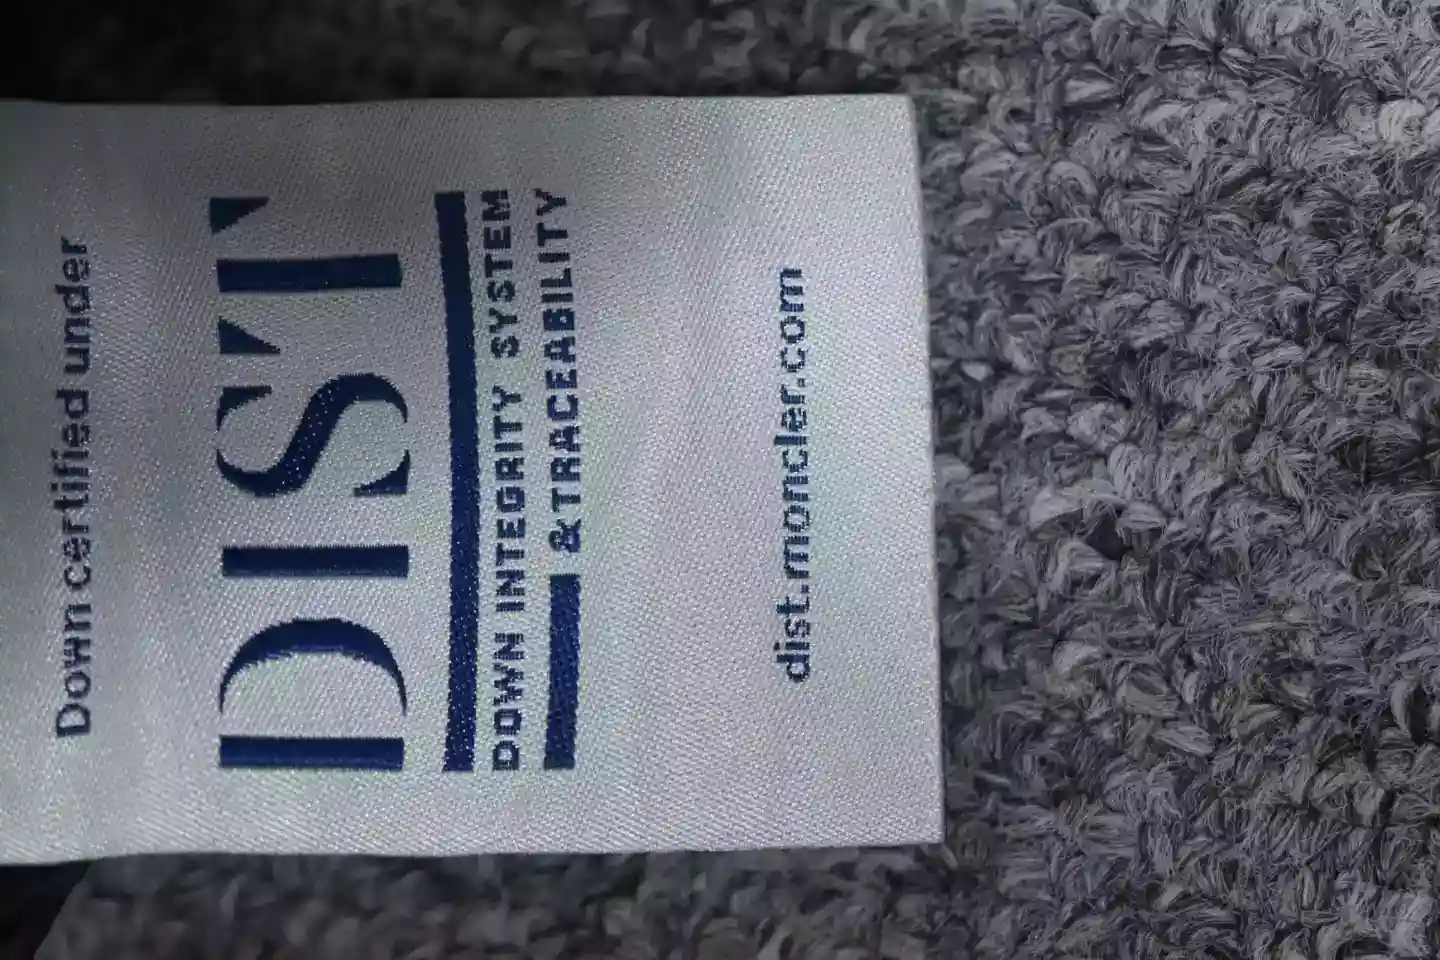 Down certified under
DIST
DOWN INTEGRITY SYSTEM
& TRACEABILITY
dist.moncler.com